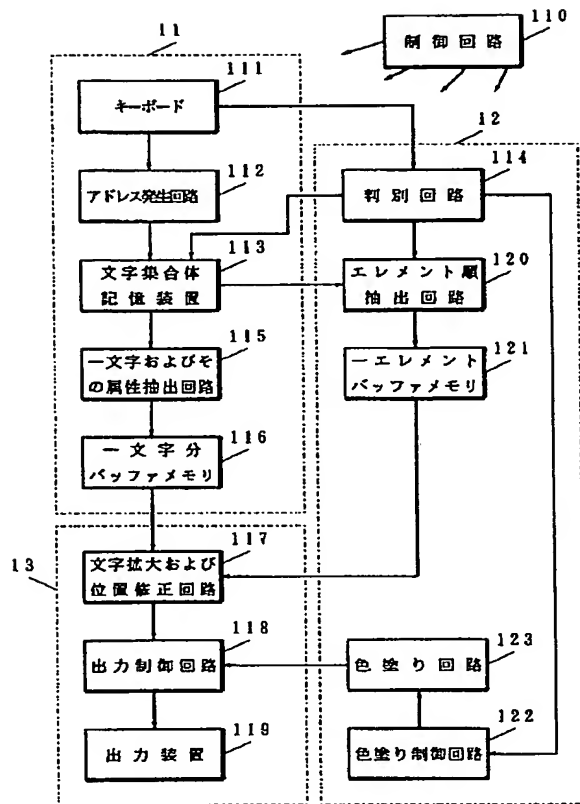 110
制御回路
11
111
キーボード
112
アドレス発生回路
113
文字集合体
記憶装置
115
一文字およびそ
の属性抽出回路
116
一文字分
バッファメモリ
12
114
判別回路
120
エレメント順
抽出回路
121
一エレメント
バッファメモリ
13
117
文字拡大および
位置修正回路
118
出力制御回路
119
出力装置
123
色塗り回路
122
色塗り制御回路